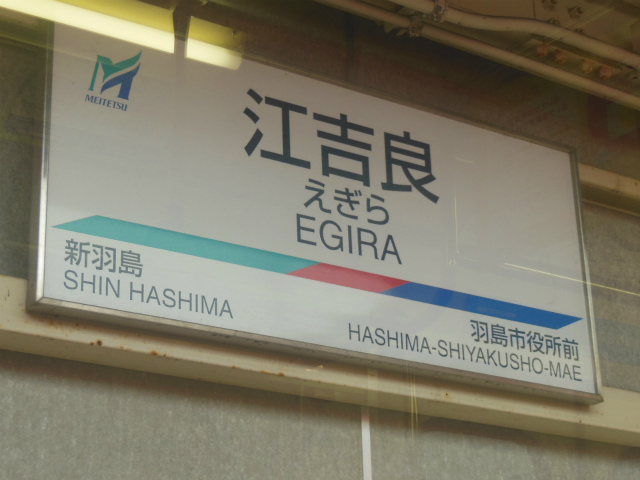 MEITETSU
江吉良
えぎら
EGIRA
新羽島
SHIN HASHIMA
羽島市役所前
HASHIMA-SHIYAKUSHO-MAE